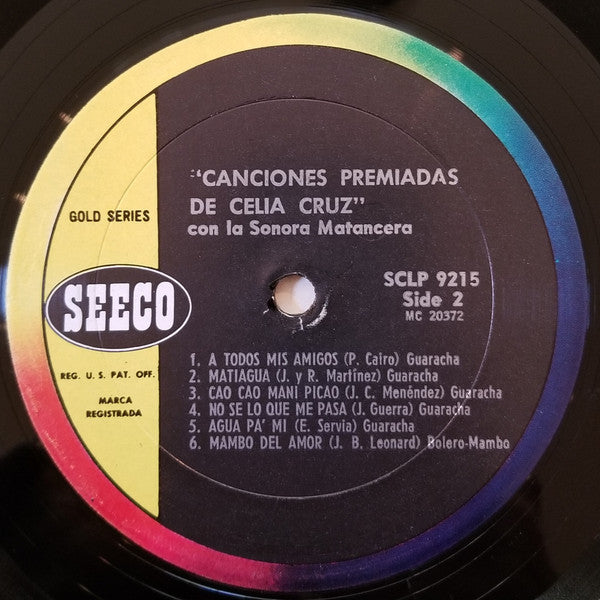 "CANCIONES PREMIADAS
DE CELIA CRUZ"
con la Sonora Matancera
GOLD SERIES
SCLP 9215
Side 2
MC 20372
SEECO
REG. U. S. PAT. OFF.
MARCA
REGISTRADA
1. A TODOS MIS AMIGOS (P. Cairo) Guaracha
2. MATIAGUA (J. y R. Martínez) Guaracha
3. CAO CAO MANI PICAO (J. C. Menéndez) Guaracha
4. NO SE LO QUE ME PASA (J. Guerra) Guaracha
5. AGUA PA' MI (E. Servia) Guaracha
6. MAMBO DEL AMOR (J. B. Leonard) Bolero-Mambo